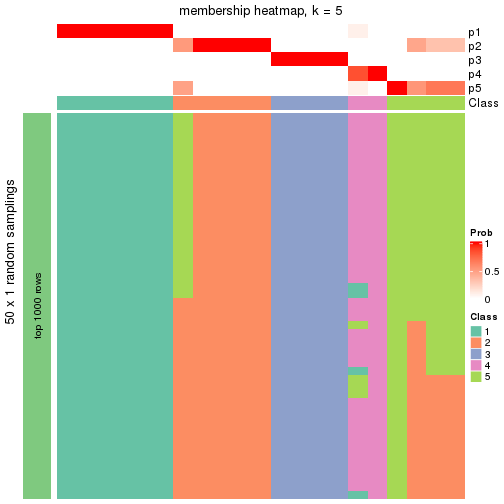 membership heatmap, k = 5
p1
p2
p3
p4
p5
Class
50 x 1 random samplings
top 1000 rows
Prob
1
0.5
0
Class
1
2
3
4
5